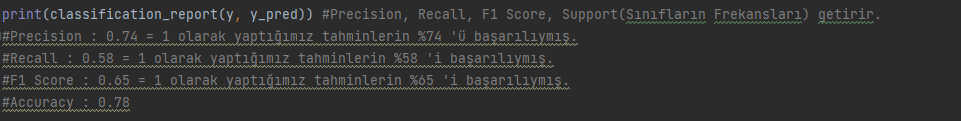 print(classification_report(y, y_pred)) #Precision, Recall, F1 Score, Support(Sınıfların Frekansları) getirir.
#Precision : 0.74 = 1 olarak yaptığımız tahminlerin %74 'ü başarılıymış.
#Recall : 0.58 = 1 olarak yaptığımız tahminlerin %58 'i başarılıymış.
#F1 Score : 0.65 = 1 olarak yaptığımız tahminlerin %65 'i başarılıymış.
#Accuracy : 0.78